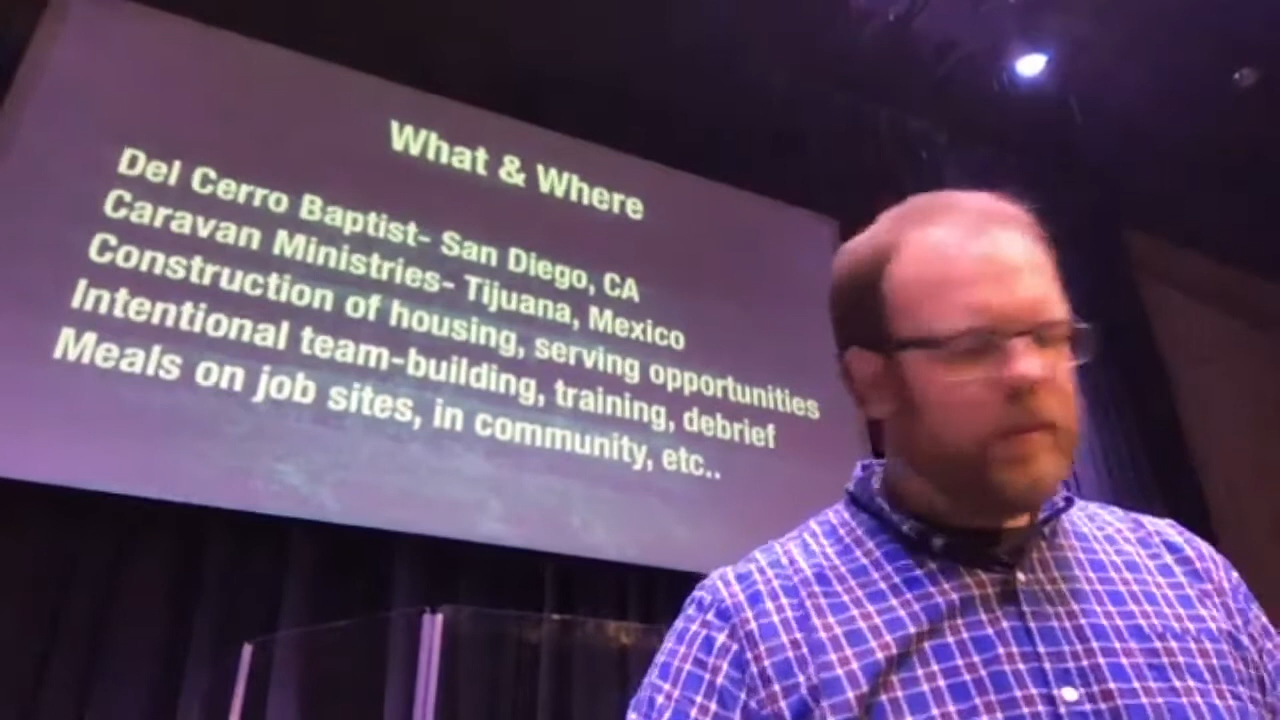 What & Where
Del Cerro Baptist- San Diego, CA
Caravan Ministries- Tijuana, Mexico
Construction of housing, serving opportunities
Intentional team-building, training, debrief
Meals on job sites, in community, etc..